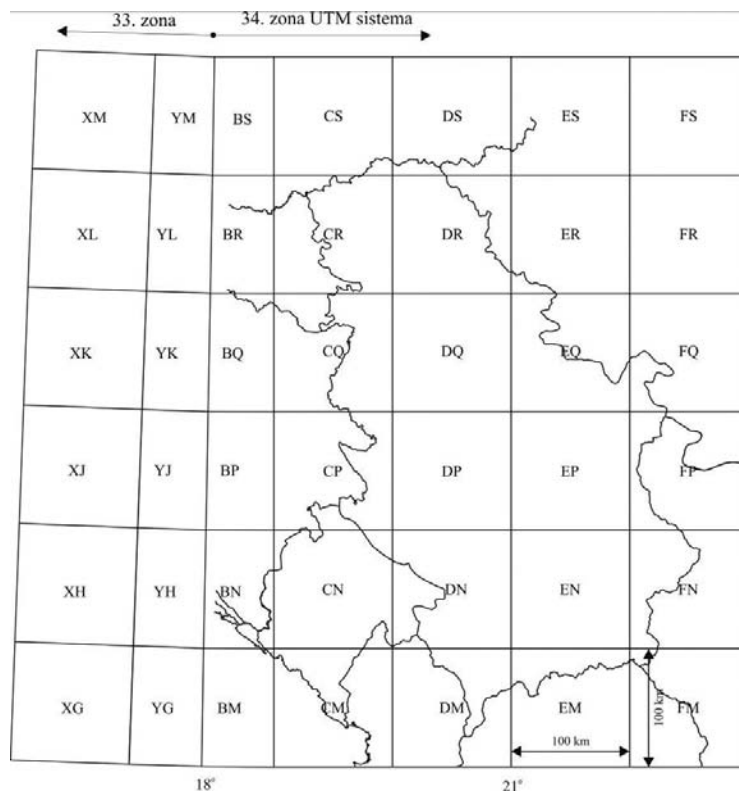 33. zona 34. zona UTM sistema
XM YM BS CS DS ES FS
XL YL BR CR DR ER FR
XK YK BQ CQ DQ EQ FQ
XJ YJ BP CP DP EP FP
XH YH BN CN DN EN FN
XG YG BM CM DM EM FM
100 km
100 km
18° 21°